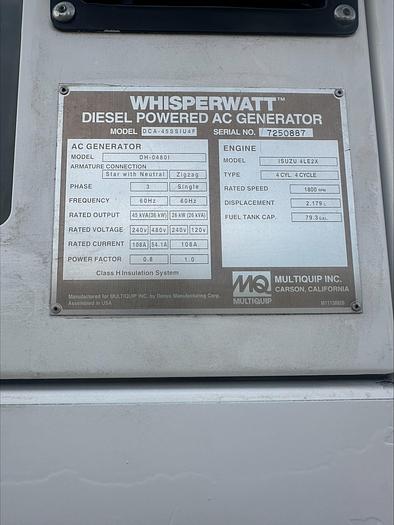 WHISPERWATT™
DIESEL POWERED AC GENERATOR
MODEL DCA-45SSIU4F SERIAL NO. 7250887
AC GENERATOR
MODEL DH-0480I
ARMATURE CONNECTION
Star with Neutral Zigzag
PHASE 3 Single
FREQUENCY 60Hz 60Hz
RATED OUTPUT 45 kVA(36 kW) 26 kW (26 kVA)
RATED VOLTAGE 240V 480V 240V 120V
RATED CURRENT 108A 54.1A 108A
POWER FACTOR 0.8 1.0
Class H Insulation System
ENGINE
MODEL ISUZU 4LE2X
TYPE 4 CYL. 4 CYCLE
RATED SPEED 1800 RPM
DISPLACEMENT 2.179 L
FUEL TANK CAP. 79.3 GAL.
Manufactured for MULTIQUIP INC. by Denyo Manufacturing Corp.
Assembled in USA
MQ
MULTIQUIP
MULTIQUIP INC.
CARSON, CALIFORNIA